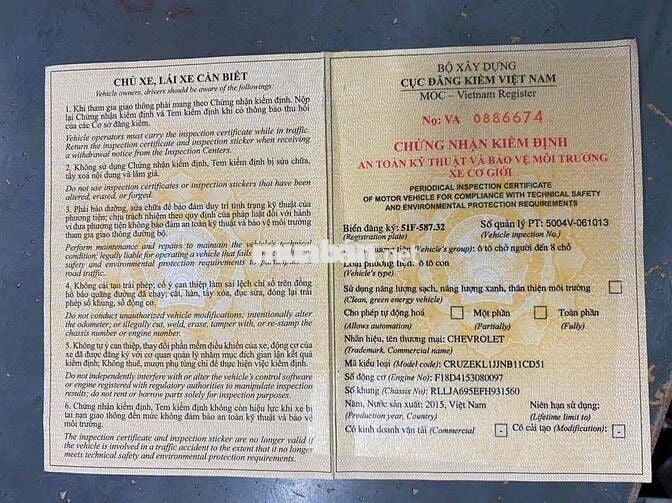 CHỦ XE, LÁI XE CẦN BIẾT
Vehicle owners, drivers should be aware of the followings:
1. Khi tham gia giao thông phải mang theo Chứng nhận kiểm định. Nộp
lại Chứng nhận kiểm định và Tem kiểm định khi có thông báo thu hồi
của các Cơ sở đăng kiểm.
Vehicle operators must carry the inspection certificate while in traffic.
Return the inspection certificate and inspection sticker when receiving
a withdrawal notice from the Inspection Centers.
2. Không sử dụng Chứng nhận kiểm định, Tem kiểm định bị sửa chữa,
tẩy xoá nội dung và làm giả.
Do not use inspection certificates or inspection stickers that have been
altered, erased, or forged.
3. Phải bảo dưỡng, sửa chữa để bảo đảm duy trì tình trạng kỹ thuật của
phương tiện; chịu trách nhiệm theo quy định của pháp luật đối với hành
vi đưa phương tiện không bảo đảm an toàn kỹ thuật và bảo vệ môi trường
tham gia giao thông đường bộ.
Perform maintenance and repairs to maintain the vehicle's technical
condition; legally liable for operating a vehicle that fails
safety and environmental protection requirements to participate in
road traffic.
4. Không cải tạo trái phép; cố ý can thiệp làm sai lệch chỉ số trên đồng
hồ báo quãng đường đã chạy; cắt, hàn, tẩy xóa, đục sửa, đóng lại trái
phép số khung, số động cơ.
Do not conduct unauthorized vehicle modifications; intentionally alter
the odometer; or illegally cut, weld, erase, tamper with, or re-stamp the
chassis number or engine number.
5. Không tự ý can thiệp, thay đổi phần mềm điều khiển của xe, động cơ của
xe đã được đăng ký với cơ quan quản lý nhằm mục đích gian lận kết quả
kiểm định; Không thuê, mượn phụ tùng chỉ để thực hiện việc kiểm định.
Do not independently interfere with or alter the vehicle's control software
or engine registered with regulatory authorities to manipulate inspection
results; do not rent or borrow parts solely for inspection purposes.
6. Chứng nhận kiểm định, Tem kiểm định không còn hiệu lực khi xe bị
tai nạn giao thông đến mức không đảm bảo an toàn kỹ thuật và bảo vệ
môi trường.
The inspection certificate and inspection sticker are no longer valid if
the vehicle is involved in a traffic accident to the extent that it no longer
meets technical safety and environmental protection requirements.
BỘ XÂY DỰNG
CỤC ĐĂNG KIỂM VIỆT NAM
MOC – Vietnam Register
No: VA 0886674
CHỨNG NHẬN KIỂM ĐỊNH
AN TOÀN KỸ THUẬT VÀ BẢO VỆ MÔI TRƯỜNG
XE CƠ GIỚI
PERIODICAL INSPECTION CERTIFICATE
OF MOTOR VEHICLE FOR COMPLIANCE WITH TECHNICAL SAFETY
AND ENVIRONMENTAL PROTECTION REQUIREMENTS
Biển đăng ký: 51F-587.32 Số quản lý PT: 5004V-061013
(Registration plate) (Vehicle inspection No.)
(Vehicle's group): ô tô chở người đến 8 chỗ
Loại phương tiện: ô tô con
(Vehicle's type)
Sử dụng năng lượng sạch, năng lượng xanh, thân thiện môi trường
(Clean, green energy vehicle)
Cho phép tự động hoá Một phần Toàn phần
(Allows automation) (Partially) (Fully)
Nhãn hiệu, tên thương mại: CHEVROLET
(Trademark, Commercial name)
Mã kiểu loại (Model code): CRUZEKL1JJNB11CD51
Số động cơ (Engine No): F18D4153080097
Số khung (Chassis No): RLLJA695EFH931560
Năm, Nước sản xuất: 2015, Việt Nam Niên hạn sử dụng:
(Production year, Country) (Lifetime limit to)
Có kinh doanh vận tải (Commercial - Có cải tạo (Modification): -